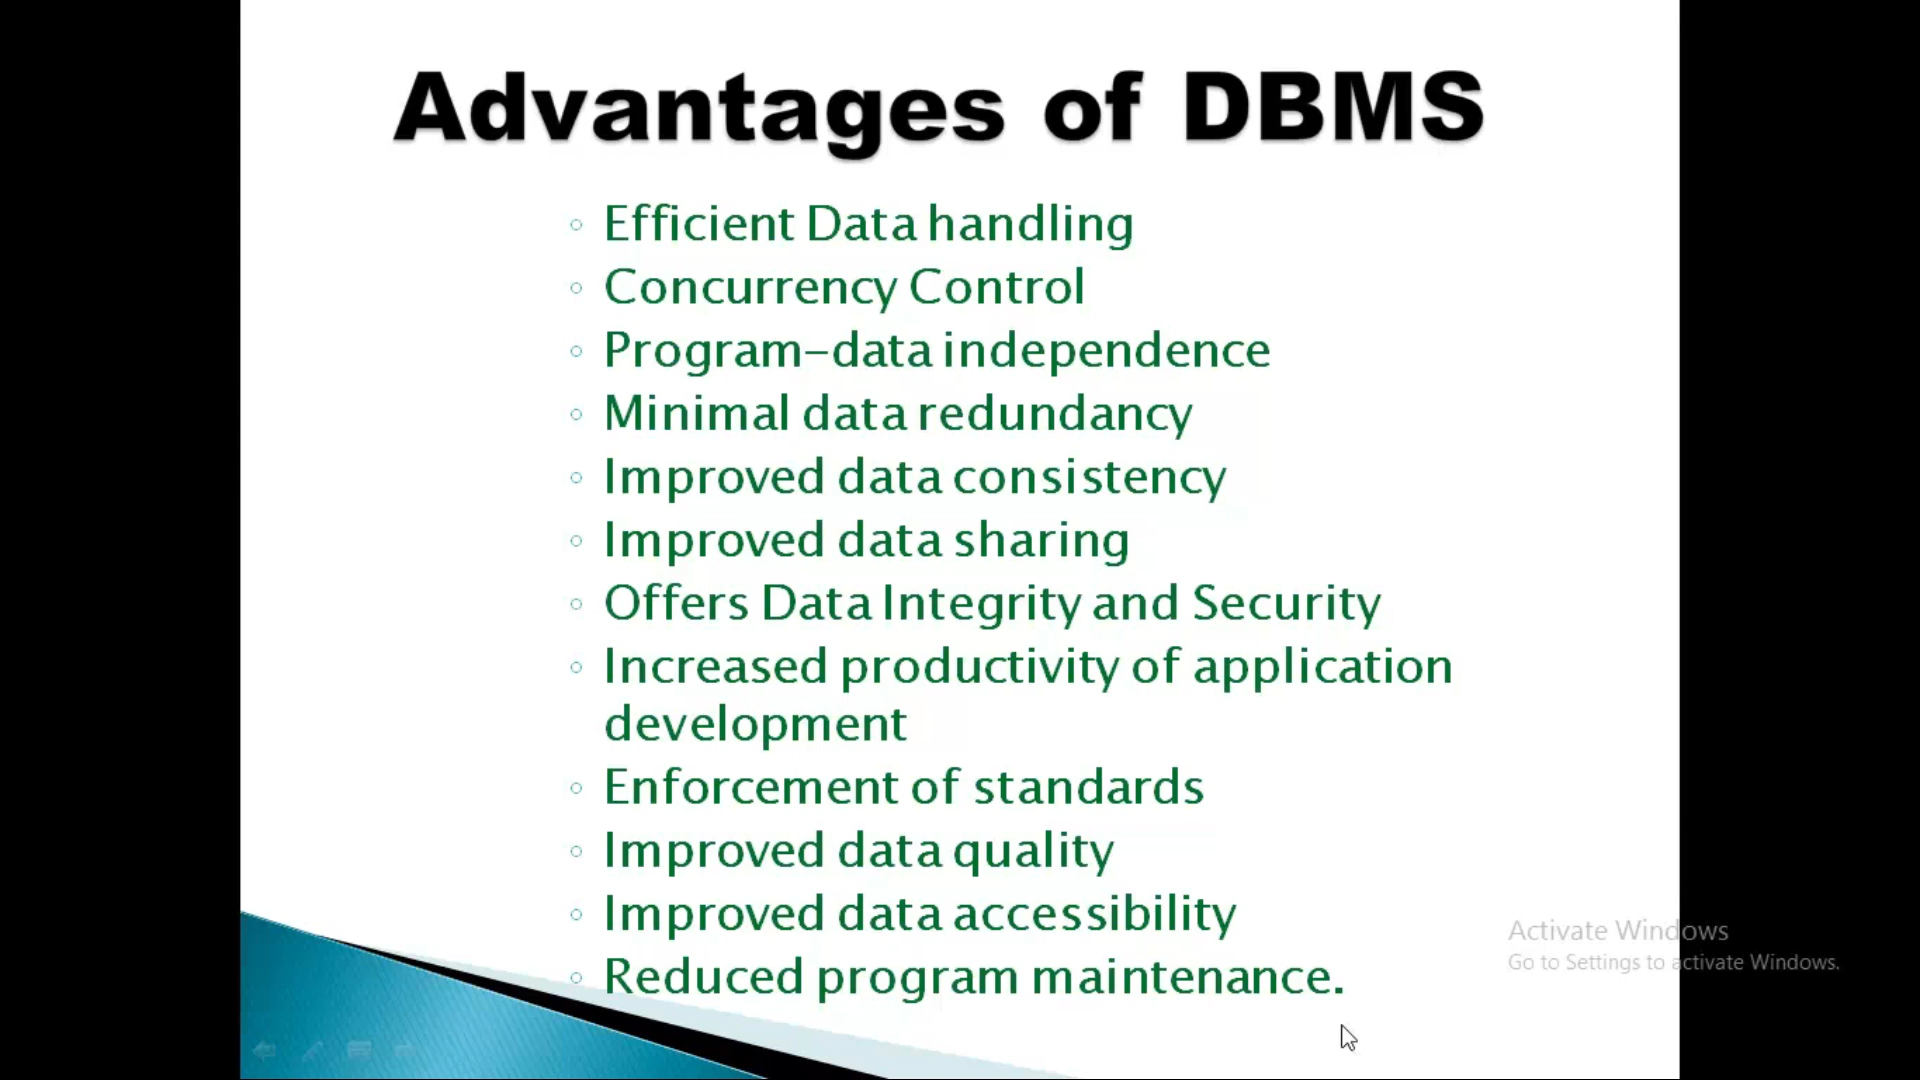 Advantages of DBMS
◦ Efficient Data handling
◦ Concurrency Control
◦ Program-data independence
◦ Minimal data redundancy
◦ Improved data consistency
◦ Improved data sharing
◦ Offers Data Integrity and Security
◦ Increased productivity of application
development
◦ Enforcement of standards
◦ Improved data quality
◦ Improved data accessibility
◦ Reduced program maintenance.
Activate Windows
Go to Settings to activate Windows.